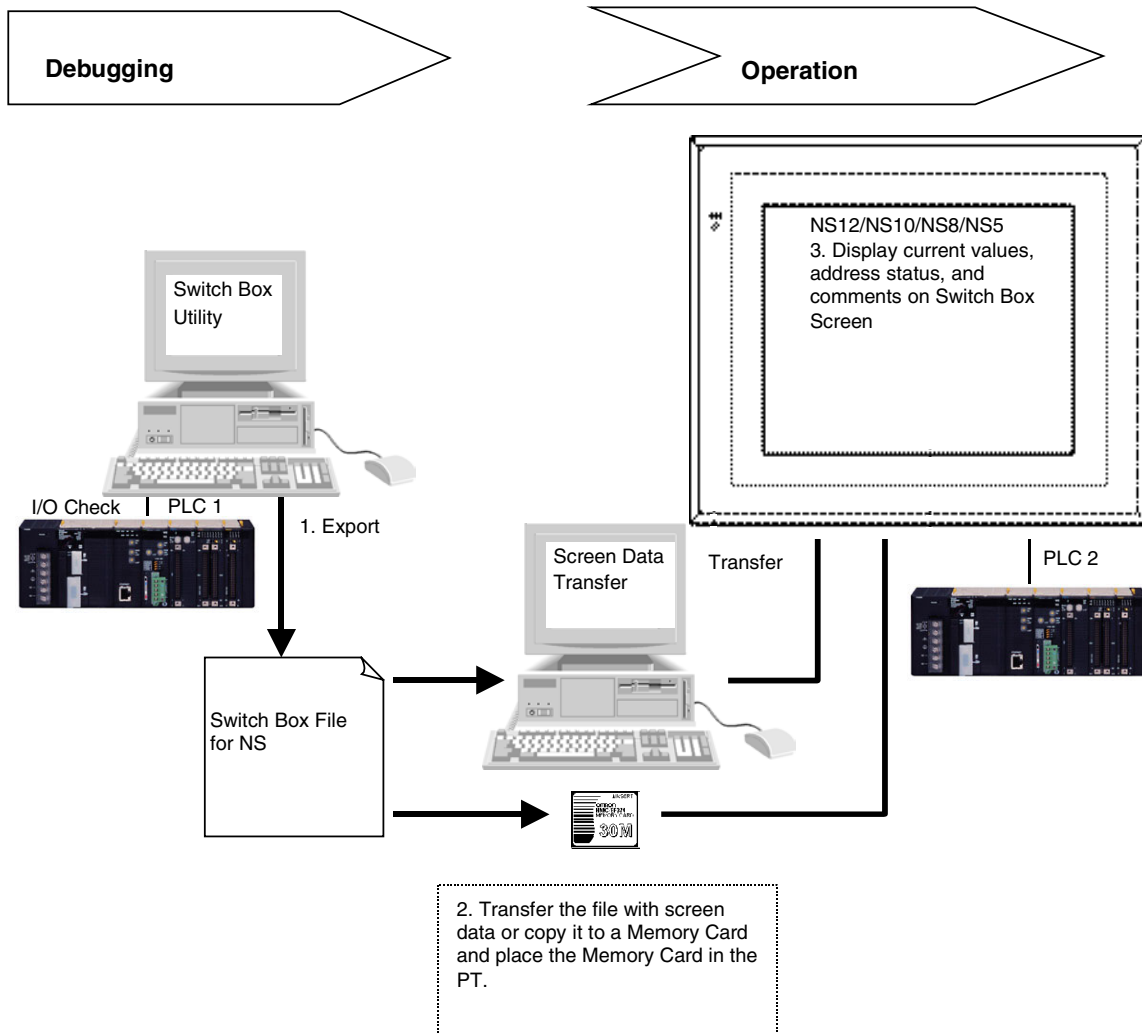 Debugging
Operation
NS12/NS10/NS8/NS5
3. Display current values,
address status, and
comments on Switch Box
Screen
Switch Box
Utility
I/O Check
PLC 1
1. Export
Screen Data
Transfer
Transfer
PLC 2
Switch Box File
for NS
OMRON
MEMORY CARD
30M
2. Transfer the file with screen
data or copy it to a Memory Card
and place the Memory Card in the
PT.